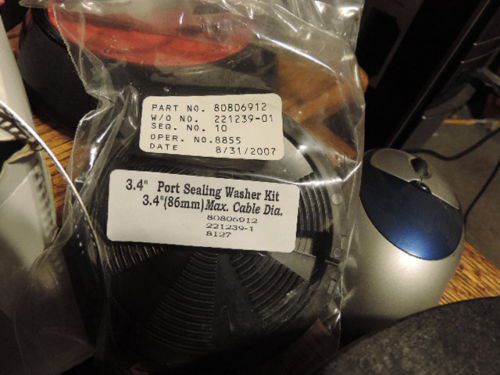 PART NO. 80806912
W/O NO. 221239-01
SEQ. NO. 10
OPER. NO. 8855
DATE 8/31/2007
3.4" Port Sealing Washer Kit
3.4"(86mm) Max. Cable Dia.
80806912
221239-1
8127